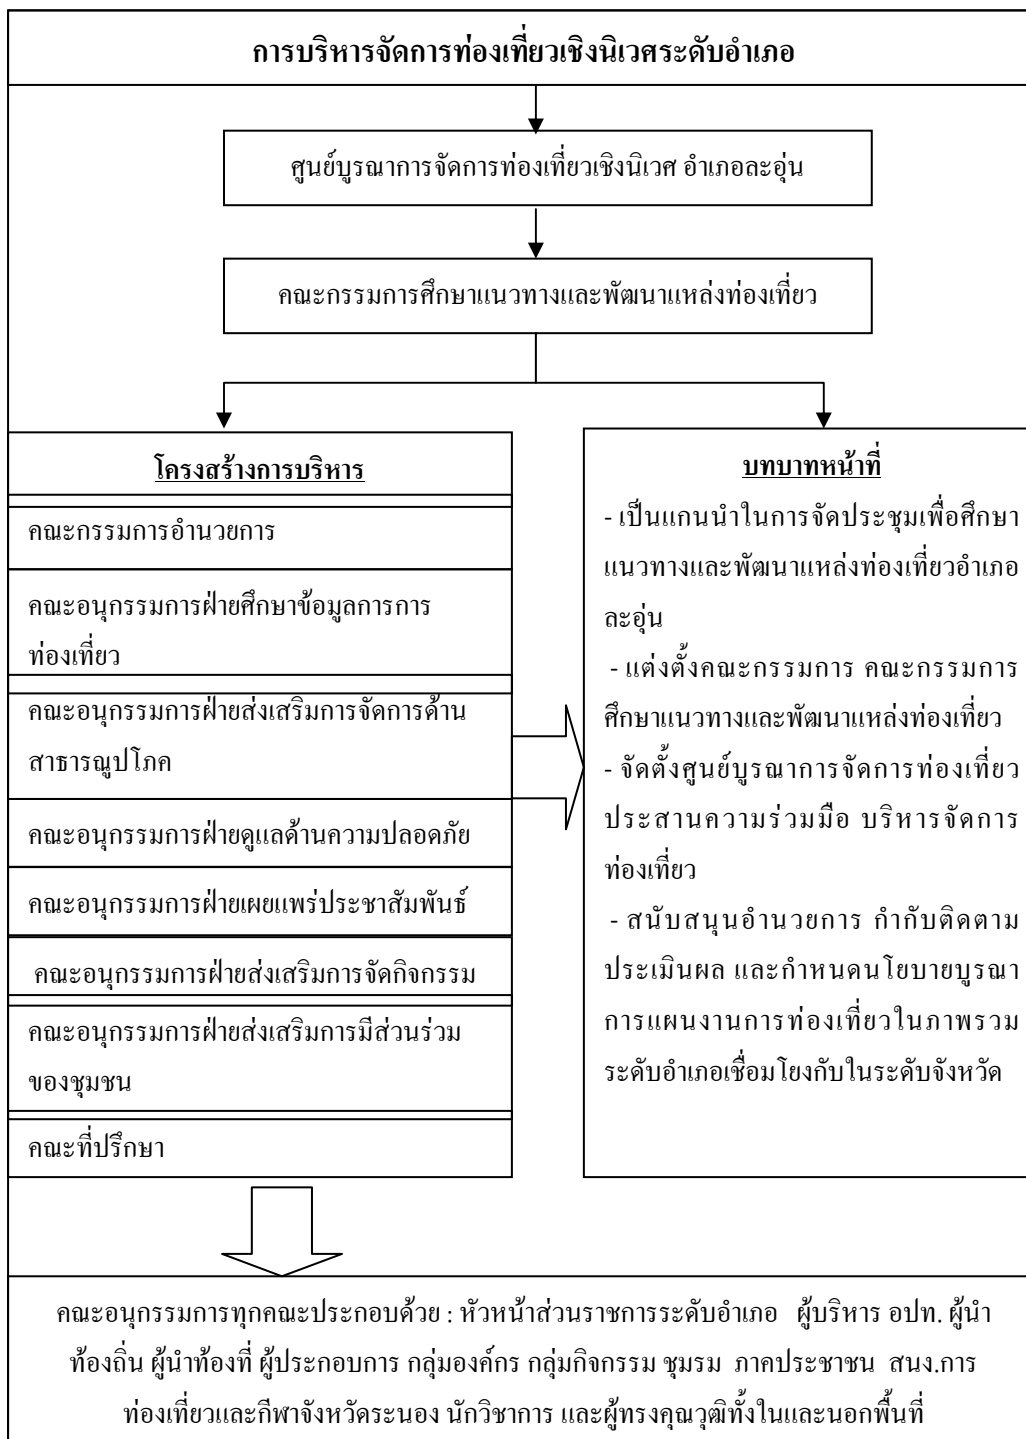 การบริหารจัดการท่องเที่ยวเชิงนิเวศระดับอำเภอ
ศูนย์บูรณาการจัดการท่องเที่ยวเชิงนิเวศ อำเภอละอุ่น
คณะกรรมการศึกษาแนวทางและพัฒนาแหล่งท่องเที่ยว
โครงสร้างการบริหาร
คณะกรรมการอำนวยการ
คณะอนุกรรมการฝ่ายศึกษาข้อมูลการการ
ท่องเที่ยว
คณะอนุกรรมการฝ่ายส่งเสริมการจัดการด้าน
สาธารณูปโภค
คณะอนุกรรมการฝ่ายดูแลด้านความปลอดภัย
คณะอนุกรรมการฝ่ายเผยแพร่ประชาสัมพันธ์
คณะอนุกรรมการฝ่ายส่งเสริมการจัดกิจกรรม
คณะอนุกรรมการฝ่ายส่งเสริมการมีส่วนร่วม
ของชุมชน
คณะที่ปรึกษา
บทบาทหน้าที่
- เป็นแกนนำในการจัดประชุมเพื่อศึกษา
แนวทางและพัฒนาแหล่งท่องเที่ยวอำเภอ
ละอุ่น
- แต่งตั้งคณะกรรมการ คณะกรรมการ
ศึกษาแนวทางและพัฒนาแหล่งท่องเที่ยว
- จัดตั้งศูนย์บูรณาการจัดการท่องเที่ยว
ประสานความร่วมมือ บริหารจัดการ
ท่องเที่ยว
- สนับสนุนอำนวยการ กำกับติดตาม
ประเมินผล และกำหนดนโยบายบูรณา
การแผนงานการท่องเที่ยวในภาพรวม
ระดับอำเภอเชื่อมโยงกับในระดับจังหวัด
คณะอนุกรรมการทุกคณะประกอบด้วย : หัวหน้าส่วนราชการระดับอำเภอ ผู้บริหาร อปท. ผู้นำ
ท้องถิ่น ผู้นำท้องที่ ผู้ประกอบการ กลุ่มองค์กร กลุ่มกิจกรรม ชุมรม ภาคประชาชน สนง.การ
ท่องเที่ยวและกีฬาจังหวัดระนอง นักวิชาการ และผู้ทรงคุณวุฒิทั้งในและนอกพื้นที่